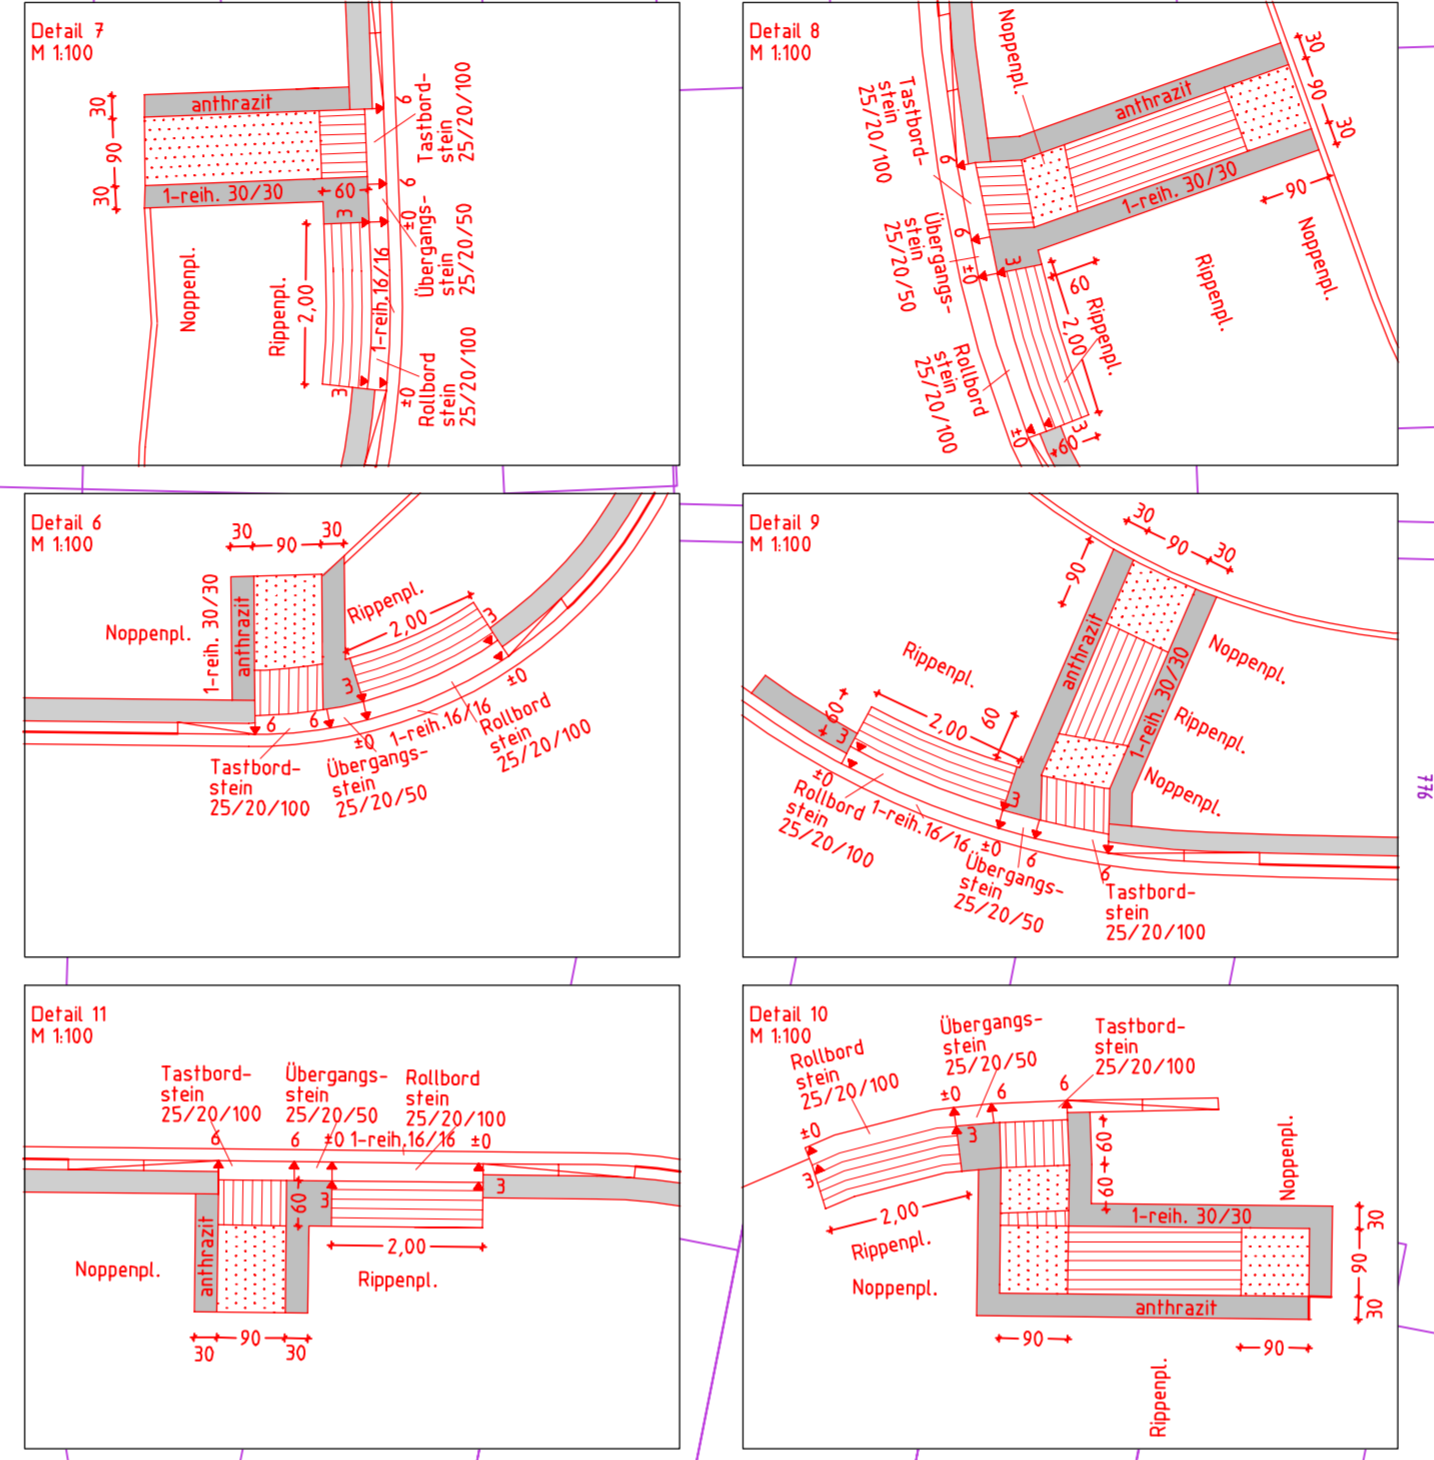 Detail 7
M 1:100
30
90
30
anthrazit
1-reih. 30/30
60
3
6
6
±0
Tastbord-
stein
25/20/100
Übergangs-
stein
25/20/50
Noppenpl.
Rippenpl.
2,00
1-reih.16/16
3
±0
Rollbord
stein
25/20/100
Detail 8
M 1:100
Noppenpl.
anthrazit
30
90
30
Tastbord-
stein
25/20/100
6
1-reih. 30/30
90
Übergangs-
stein
25/20/50
6
±0
3
60
Rippenpl.
2,00
Rippenpl.
Noppenpl.
Rollbord
stein
25/20/100
±0
3
60
Detail 6
M 1:100
30
90
30
1-reih. 30/30
anthrazit
Noppenpl.
Rippenpl.
2,00
3
3
6
6
±0
±0
1-reih.16/16
Tastbord-
stein
25/20/100
Übergangs-
stein
25/20/50
Rollbord
stein
25/20/100
Detail 9
M 1:100
30
90
30
90
anthrazit
1-reih. 30/30
Noppenpl.
Rippenpl.
Noppenpl.
Rippenpl.
60
2,00
60
3
3
±0
Rollbord
stein
25/20/100
1-reih.16/16
±0
6
6
Übergangs-
stein
25/20/50
Tastbord-
stein
25/20/100
776
Detail 11
M 1:100
Tastbord-
stein
25/20/100
Übergangs-
stein
25/20/50
Rollbord
stein
25/20/100
6
6
±0
1-reih.16/16
±0
60
3
3
anthrazit
2,00
Noppenpl.
Rippenpl.
30
90
30
Detail 10
M 1:100
Rollbord
stein
25/20/100
Übergangs-
stein
25/20/50
Tastbord-
stein
25/20/100
±0
±0
6
6
3
3
60
60
Noppenpl.
2,00
Rippenpl.
Noppenpl.
1-reih. 30/30
30
90
30
anthrazit
90
90
Rippenpl.